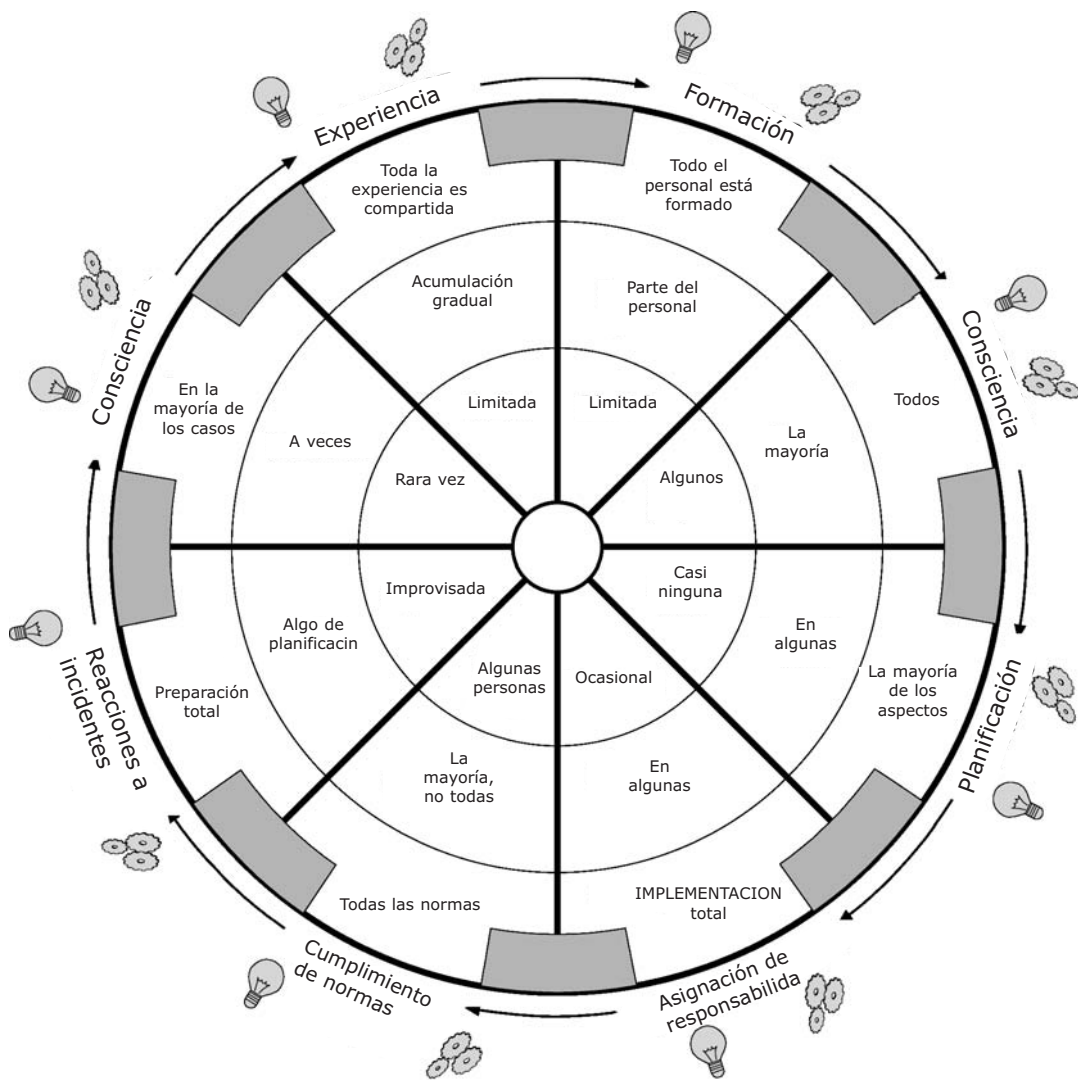 Experiencia
Formación
Toda la
experiencia es
compartida
Todo el
personal está
formado
Acumulación
gradual
Parte del
personal
Limitada
Limitada
Consciencia
En la
mayoría de
los casos
A veces
Rara vez
Consciencia
Todos
La
mayoría
Algunos
Reacciones a
incidentes
Preparación
total
Algo de
planificacin
Improvisada
Planificación
Casi
ninguna
En
algunas
La mayoría
de los
aspectos
Cumplimiento
de normas
Algunas
personas
La
mayoría,
no todas
Todas las normas
Asignación de
responsabilida
Ocasional
En
algunas
IMPLEMENTACION
total